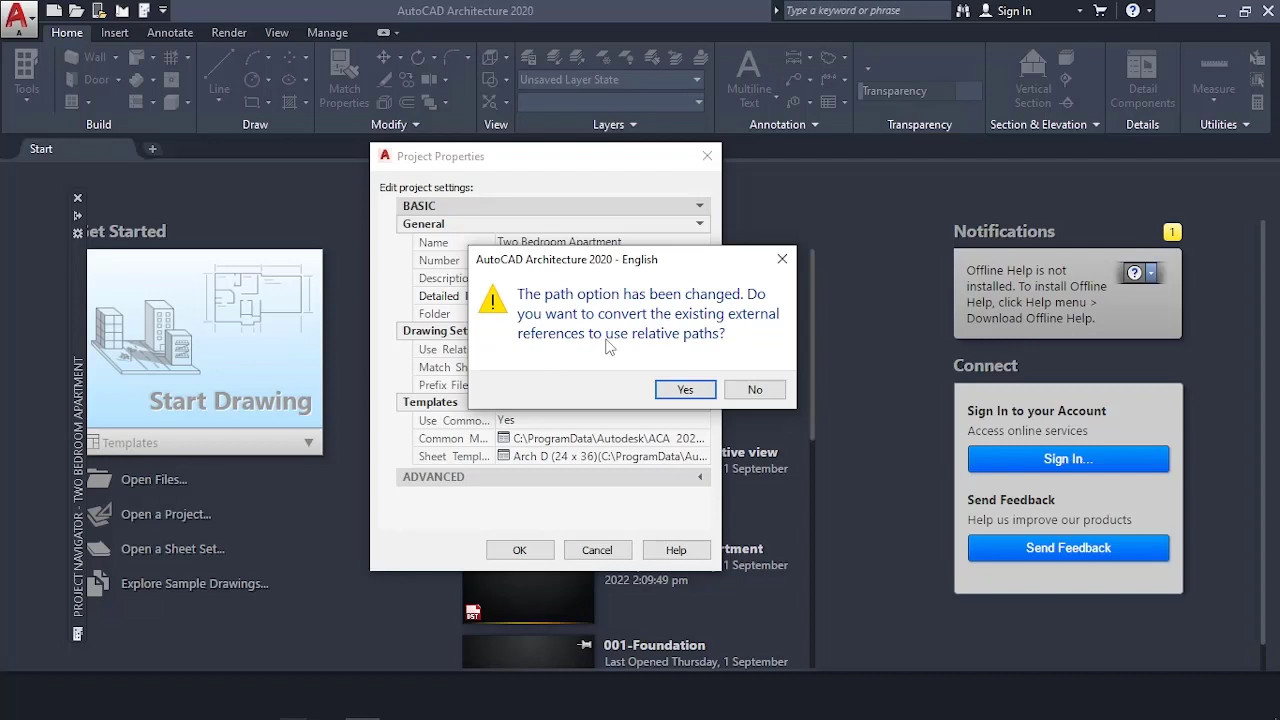 AutoCAD Architecture 2020
Type a keyword or phrase
Sign In
Home Insert Annotate Render View Manage
Tools
Wall
Door
Build
Line
Draw
Match
Properties
Modify
View
Unsaved Layer State
Layers
Multiline
Text
Annotation
Transparency
Transparency
Vertical
Section
Section & Elevation
Detail
Components
Details
Measure
Utilities
Start
PROJECT NAVIGATOR - TWO BEDROOM APARTMENT
et Started
Start Drawing
Templates
Open Files...
Open a Project...
Open a Sheet Set...
Explore Sample Drawings...
Project Properties
Edit project settings:
BASIC
General
Name Two Bedroom Apartment
Number
Descriptio
Detailed
Folder
Drawing Set
Use Relat
Match Sh
Prefix File
Templates
Use Commo... Yes
Common M... C:\ProgramData\Autodesk\ACA 202...
Sheet Templ... Arch D (24 x 36)(C:\ProgramData\Au...
ADVANCED
OK Cancel Help
AutoCAD Architecture 2020 - English
The path option has been changed. Do
you want to convert the existing external
references to use relative paths?
Yes No
tive view
1 September
rtment
1 September
2022 2:09:49 pm
DST
001-Foundation
Last Opened Thursday, 1 September
Notifications 1
Offline Help is not
installed. To install Offline
Help, click Help menu >
Download Offline Help.
Connect
Sign In to your Account
Access online services
Sign In...
Send Feedback
Help us improve our products
Send Feedback